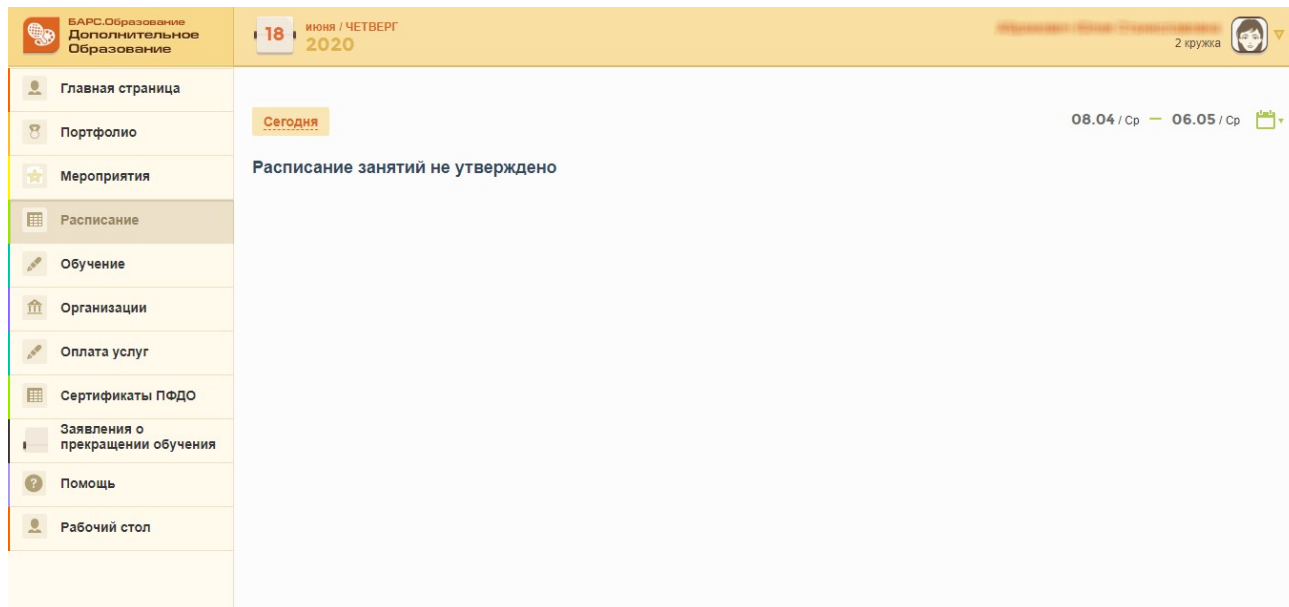 БАРС.Образование
Дополнительное
Образование
18
июня / ЧЕТВЕРГ
2020
2 кружка
Главная страница
Портфолио
Мероприятия
Расписание
Обучение
Организации
Оплата услуг
Сертификаты ПФДО
Заявления о
прекращении обучения
Помощь
Рабочий стол
Сегодня
08.04 / Ср — 06.05 / Ср
Расписание занятий не утверждено